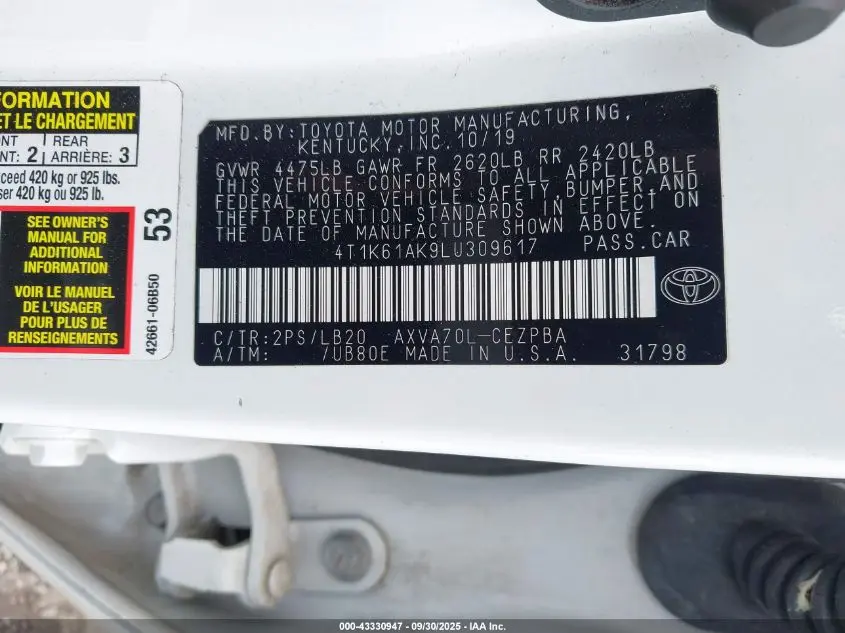 FORMATION
ET LE CHARGEMENT
NT 2 REAR 3
NT: ARRIÈRE:
xceed 420 kg or 925 lbs.
ser 420 kg ou 925 lb.
SEE OWNER'S
MANUAL FOR
ADDITIONAL
INFORMATION
VOIR LE MANUEL
DE L'USAGER
POUR PLUS DE
RENSEIGNEMENTS
53
42661-06B50
MFD.BY:TOYOTA MOTOR MANUFACTURING,
KENTUCKY,INC.10/19
GVWR 4475LB GAWR FR 2620LB RR 2420LB
THIS VEHICLE CONFORMS TO ALL APPLICABLE
FEDERAL MOTOR VEHICLE SAFETY,BUMPER,AND
THEFT PREVENTION STANDARDS IN EFFECT ON
THE DATE OF MANUFACTURE SHOWN ABOVE.
4T1K61AK9LU309617 PASS.CAR
C/TR:2PS/LB20 AXVA70L-CEZPBA
A/TM: /UB80E MADE IN U.S.A. 31798
000-43330947 • 09/30/2025 • IAA Inc.